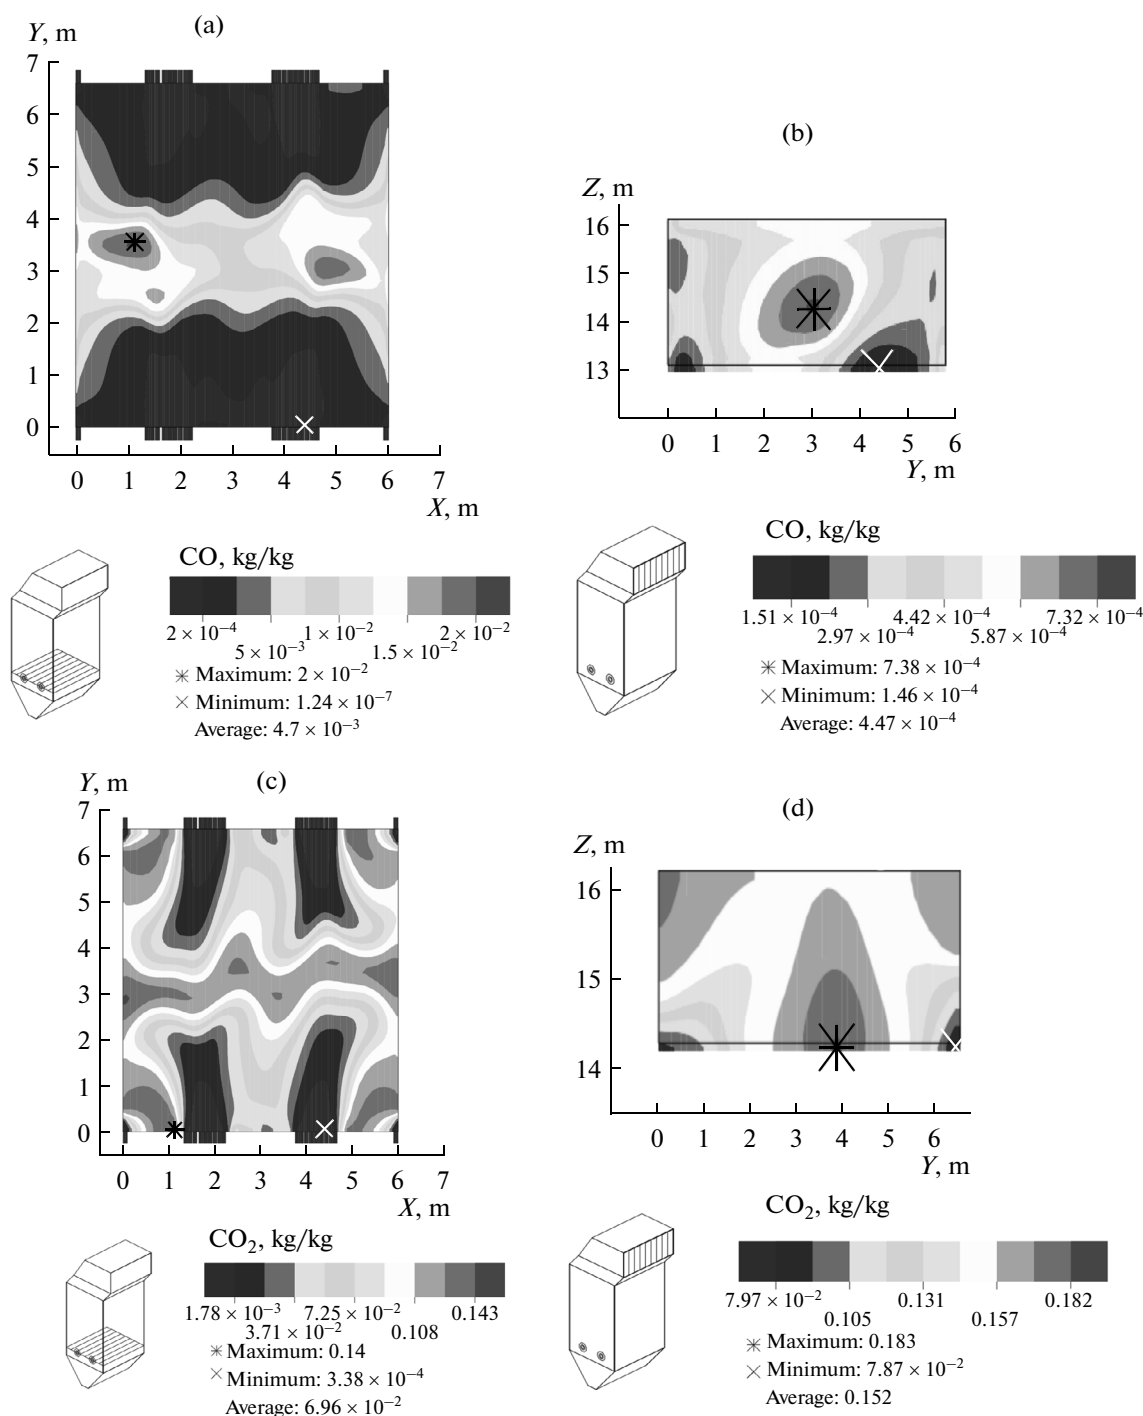 (a)
Y, m
7
6
5
4
3
2
1
0
0 1 2 3 4 5 6 7
X, m
CO, kg/kg
2 × 10⁻⁴ 1 × 10⁻² 2 × 10⁻²
5 × 10⁻³ 1.5 × 10⁻²
Maximum: 2 × 10⁻²
Minimum: 1.24 × 10⁻⁷
Average: 4.7 × 10⁻³
(b)
Z, m
16
15
14
13
0 1 2 3 4 5 6
Y, m
CO, kg/kg
1.51 × 10⁻⁴ 4.42 × 10⁻⁴ 7.32 × 10⁻⁴
2.97 × 10⁻⁴ 5.87 × 10⁻⁴
Maximum: 7.38 × 10⁻⁴
Minimum: 1.46 × 10⁻⁴
Average: 4.47 × 10⁻⁴
(c)
Y, m
7
6
5
4
3
2
1
0
0 1 2 3 4 5 6 7
X, m
CO₂, kg/kg
1.78 × 10⁻³ 7.25 × 10⁻² 0.143
3.71 × 10⁻² 0.108
Maximum: 0.14
Minimum: 3.38 × 10⁻⁴
Average: 6.96 × 10⁻²
(d)
Z, m
16
15
14
0 1 2 3 4 5 6
Y, m
CO₂, kg/kg
7.97 × 10⁻² 0.131 0.182
0.105 0.157
Maximum: 0.183
Minimum: 7.87 × 10⁻²
Average: 0.152